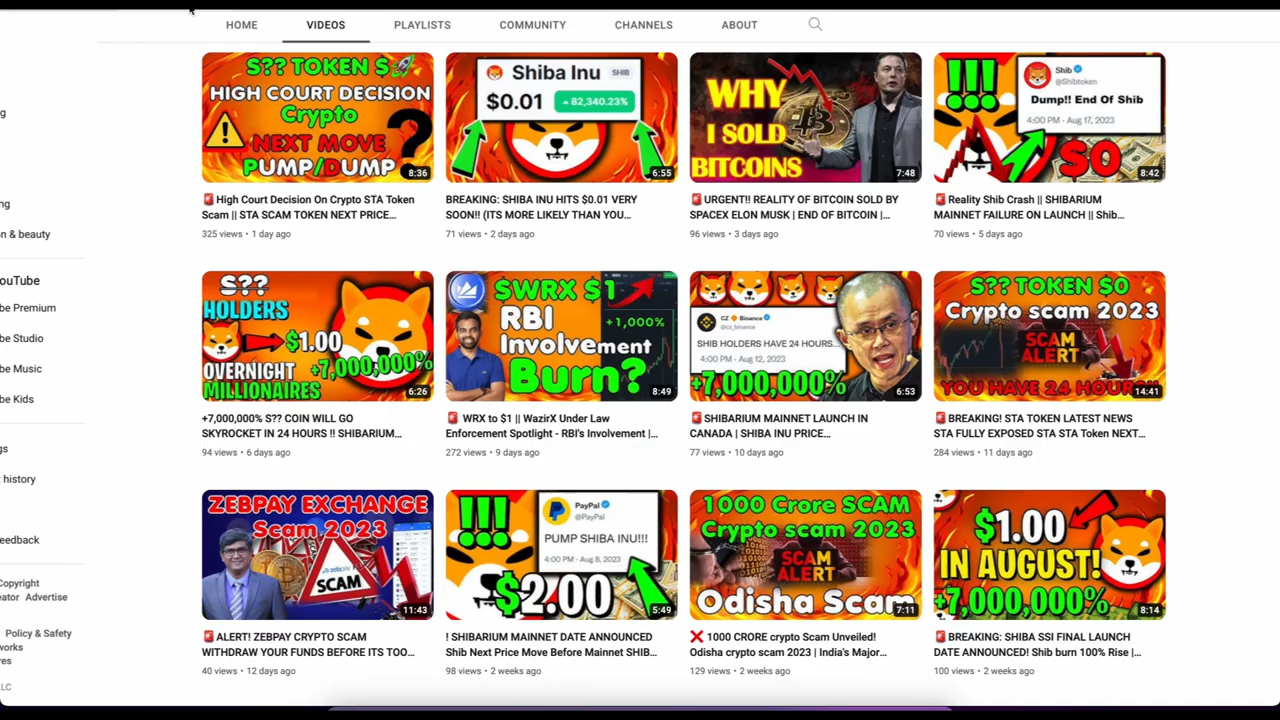 HOME
VIDEOS
PLAYLISTS
COMMUNITY
CHANNELS
ABOUT
S?? TOKEN $
HIGH COURT DECISION
Crypto
NEXT MOVE
PUMP/DUMP
?
8:36
Shiba Inu SHIB
$0.01 82,340.23%
6:55
WHY
I SOLD
BITCOINS
7:48
!!!
Shib
@Shibtoken
Dump!! End Of Shib
4:00 PM - Aug 17, 2023
$0
8:42
🚨High Court Decision On Crypto STA Token
Scam || STA SCAM TOKEN NEXT PRICE...
325 views • 1 day ago
BREAKING: SHIBA INU HITS $0.01 VERY
SOON!! (ITS MORE LIKELY THAN YOU...
71 views • 2 days ago
🚨URGENT!! REALITY OF BITCOIN SOLD BY
SPACEX ELON MUSK | END OF BITCOIN |...
96 views • 3 days ago
🚨Reality Shib Crash || SHIBARIUM
MAINNET FAILURE ON LAUNCH || Shib...
70 views • 5 days ago
S??
HOLDERS
$1.00
+7,000,000%
OVERNIGHT
MILLIONAIRES
6:26
$WRX $1
RBI
+1,000%
Involvement
Burn?
8:49
CZ Binance
@cz_binance
SHIB HOLDERS HAVE 24 HOURS...
4:00 PM - Aug 12, 2023
+7,000,000%
6:53
S?? TOKEN $0
Crypto scam 2023
SCAM
ALERT
YOU HAVE 24 HOUR
14:41
+7,000,000% S?? COIN WILL GO
SKYROCKET IN 24 HOURS !! SHIBARIUM...
94 views • 6 days ago
🚨 WRX to $1 || WazirX Under Law
Enforcement Spotlight - RBI's Involvement |...
272 views • 9 days ago
🚨SHIBARIUM MAINNET LAUNCH IN
CANADA | SHIBA INU PRICE...
77 views • 10 days ago
🚨BREAKING! STA TOKEN LATEST NEWS
STA FULLY EXPOSED STA STA Token NEXT...
284 views • 11 days ago
ZEBPAY EXCHANGE
Scam 2023
zebpay
SCAM
11:43
!!!
PayPal
@PayPal
PUMP SHIBA INU!!!
4:00 PM - Aug 8, 2023
$2.00
5:49
1000 Crore SCAM
Crypto scam 2023
SCAM
ALERT
Odisha Scam
7:11
$1.00
IN AUGUST!
+7,000,000%
8:14
🚨ALERT! ZEBPAY CRYPTO SCAM
WITHDRAW YOUR FUNDS BEFORE ITS TOO...
40 views • 12 days ago
! SHIBARIUM MAINNET DATE ANNOUNCED
Shib Next Price Move Before Mainnet SHIB...
98 views • 2 weeks ago
❌ 1000 CRORE crypto Scam Unveiled!
Odisha crypto scam 2023 | India's Major...
129 views • 2 weeks ago
🚨BREAKING: SHIBA SSI FINAL LAUNCH
DATE ANNOUNCED! Shib burn 100% Rise |...
100 views • 2 weeks ago
g
ng
n & beauty
ouTube
be Premium
be Studio
be Music
be Kids
gs
t history
eedback
Copyright
eator Advertise
Policy & Safety
works
res
LLC